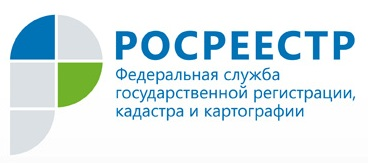 РОСРЕЕСТР
Федеральная служба
государственной регистрации,
кадастра и картографии